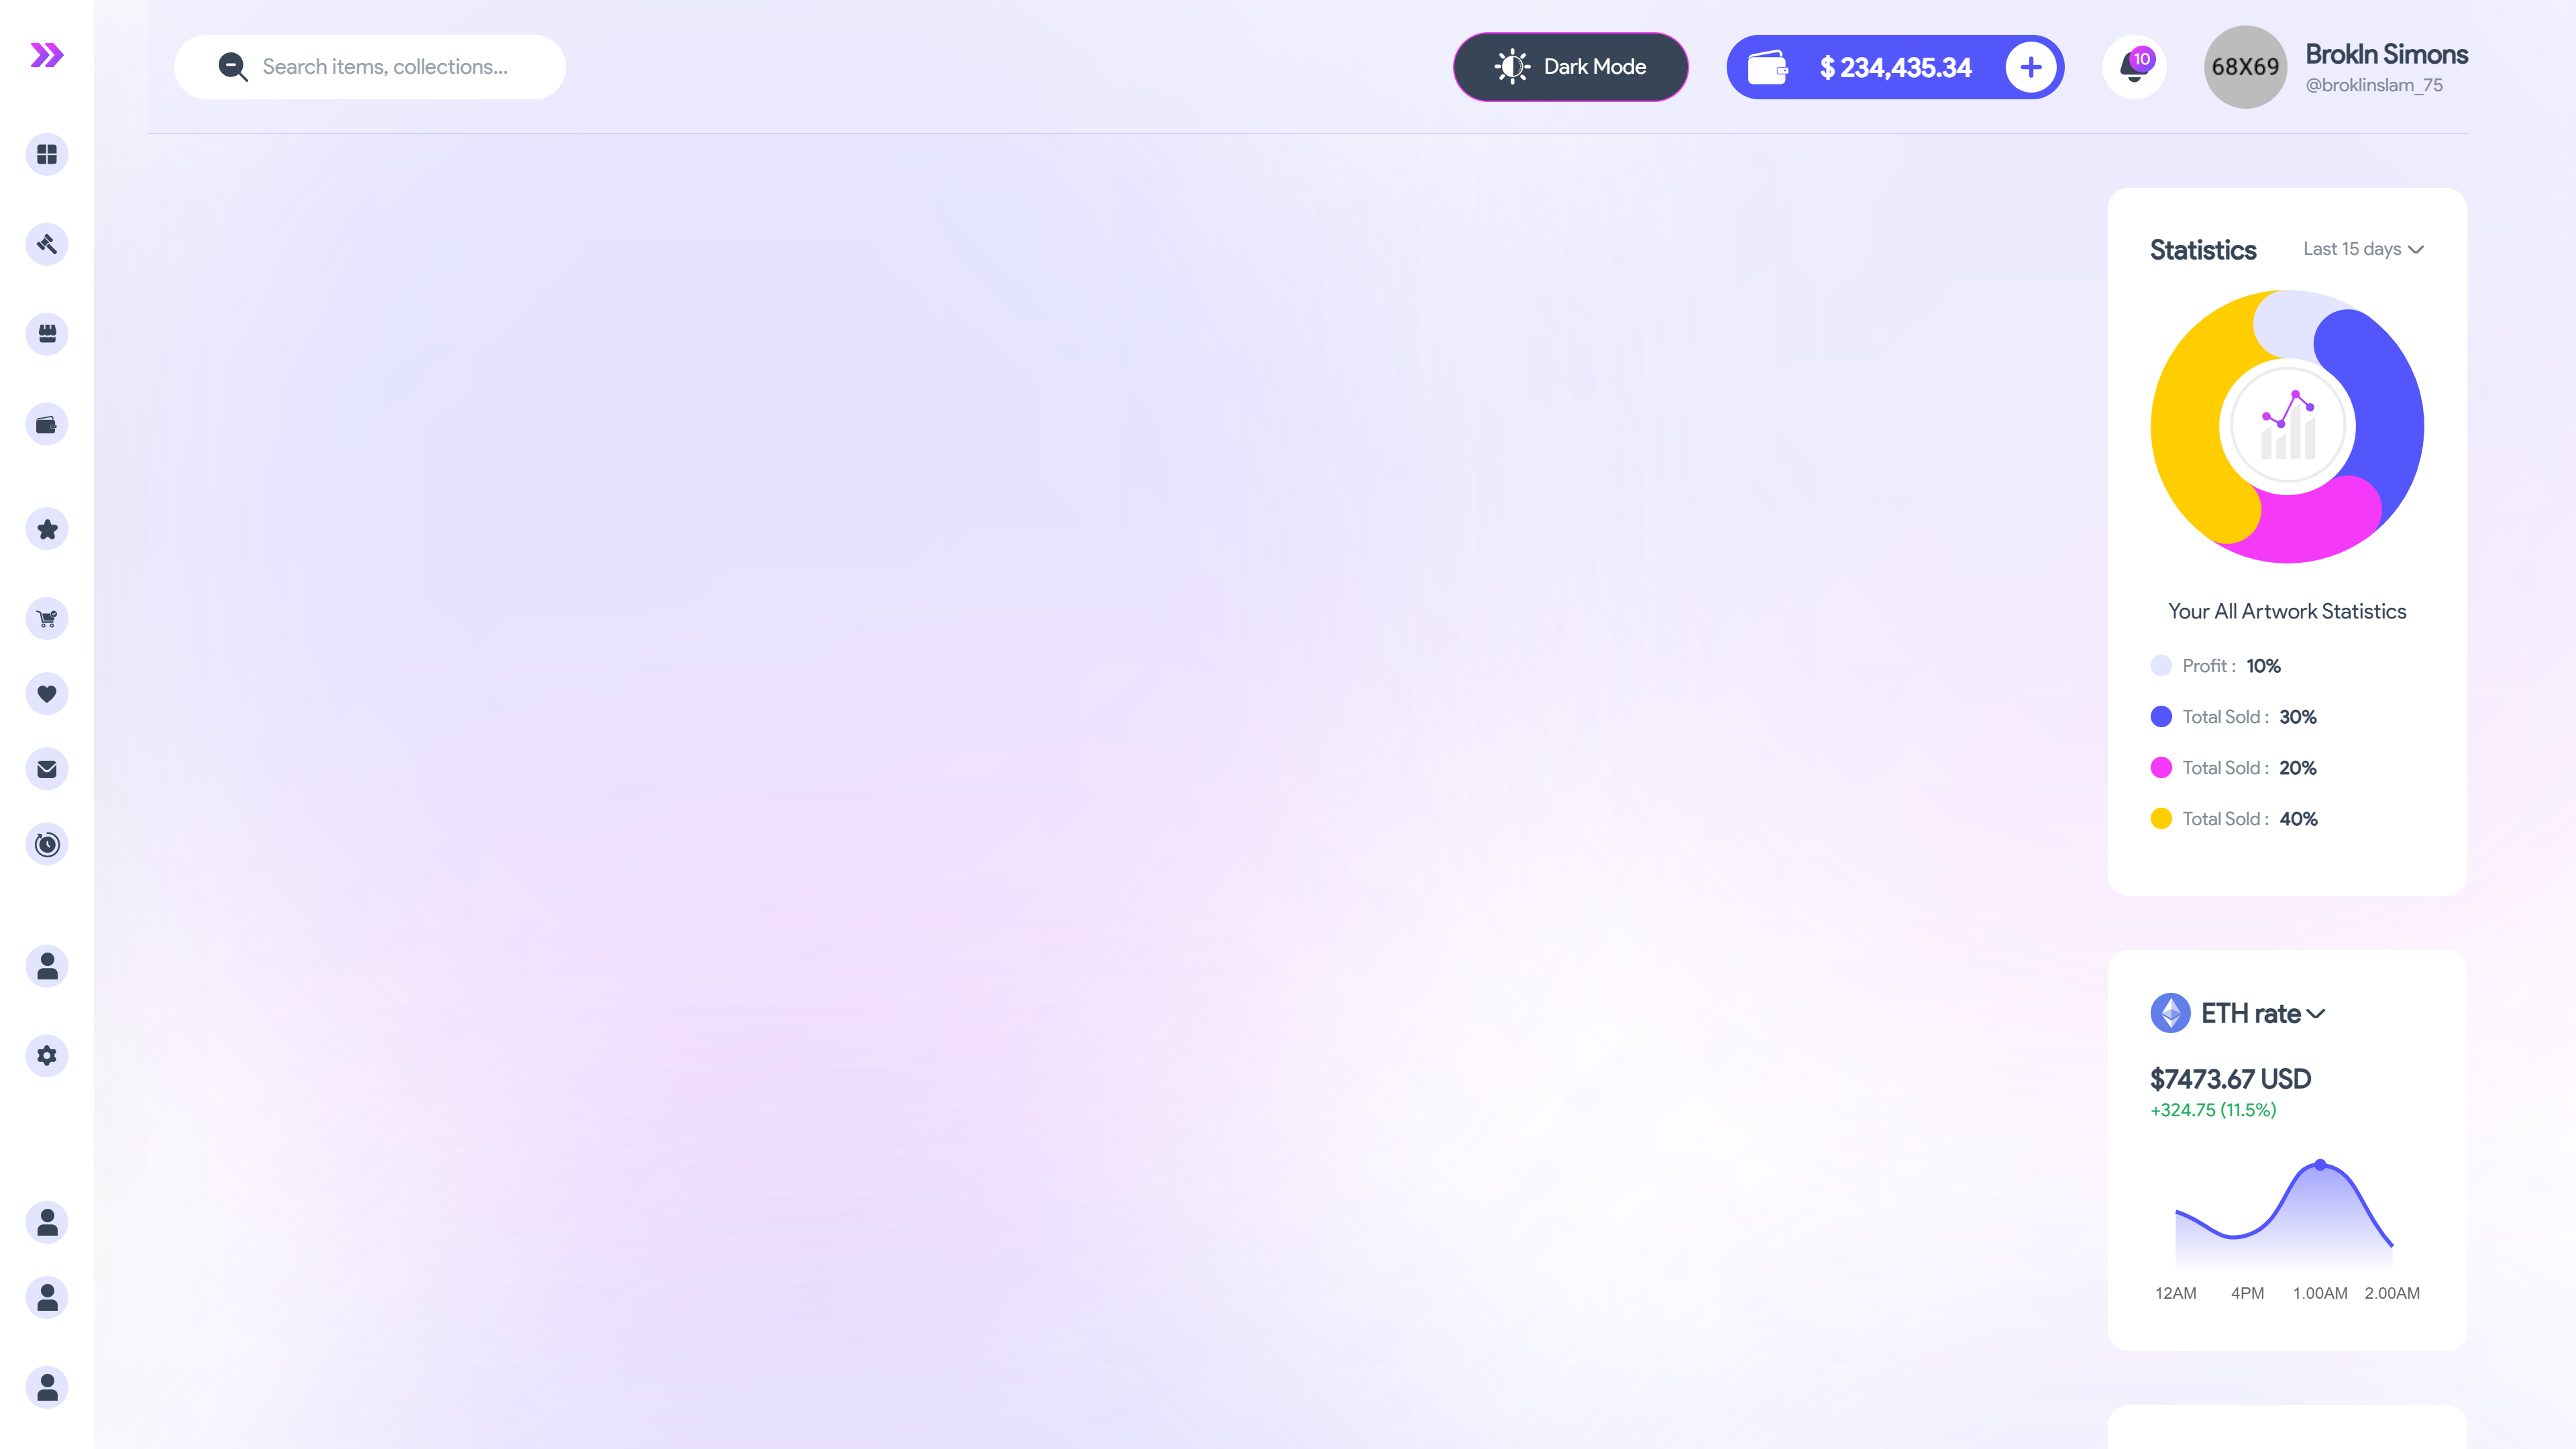 Search items, collections...
Dark Mode
$ 234,435.34
10
68X69
Brokln Simons
@broklinslam_75
Statistics
Last 15 days
Your All Artwork Statistics
Profit : 10%
Total Sold : 30%
Total Sold : 20%
Total Sold : 40%
ETH rate
$7473.67 USD
+324.75 (11.5%)
12AM 4PM 1.00AM 2.00AM